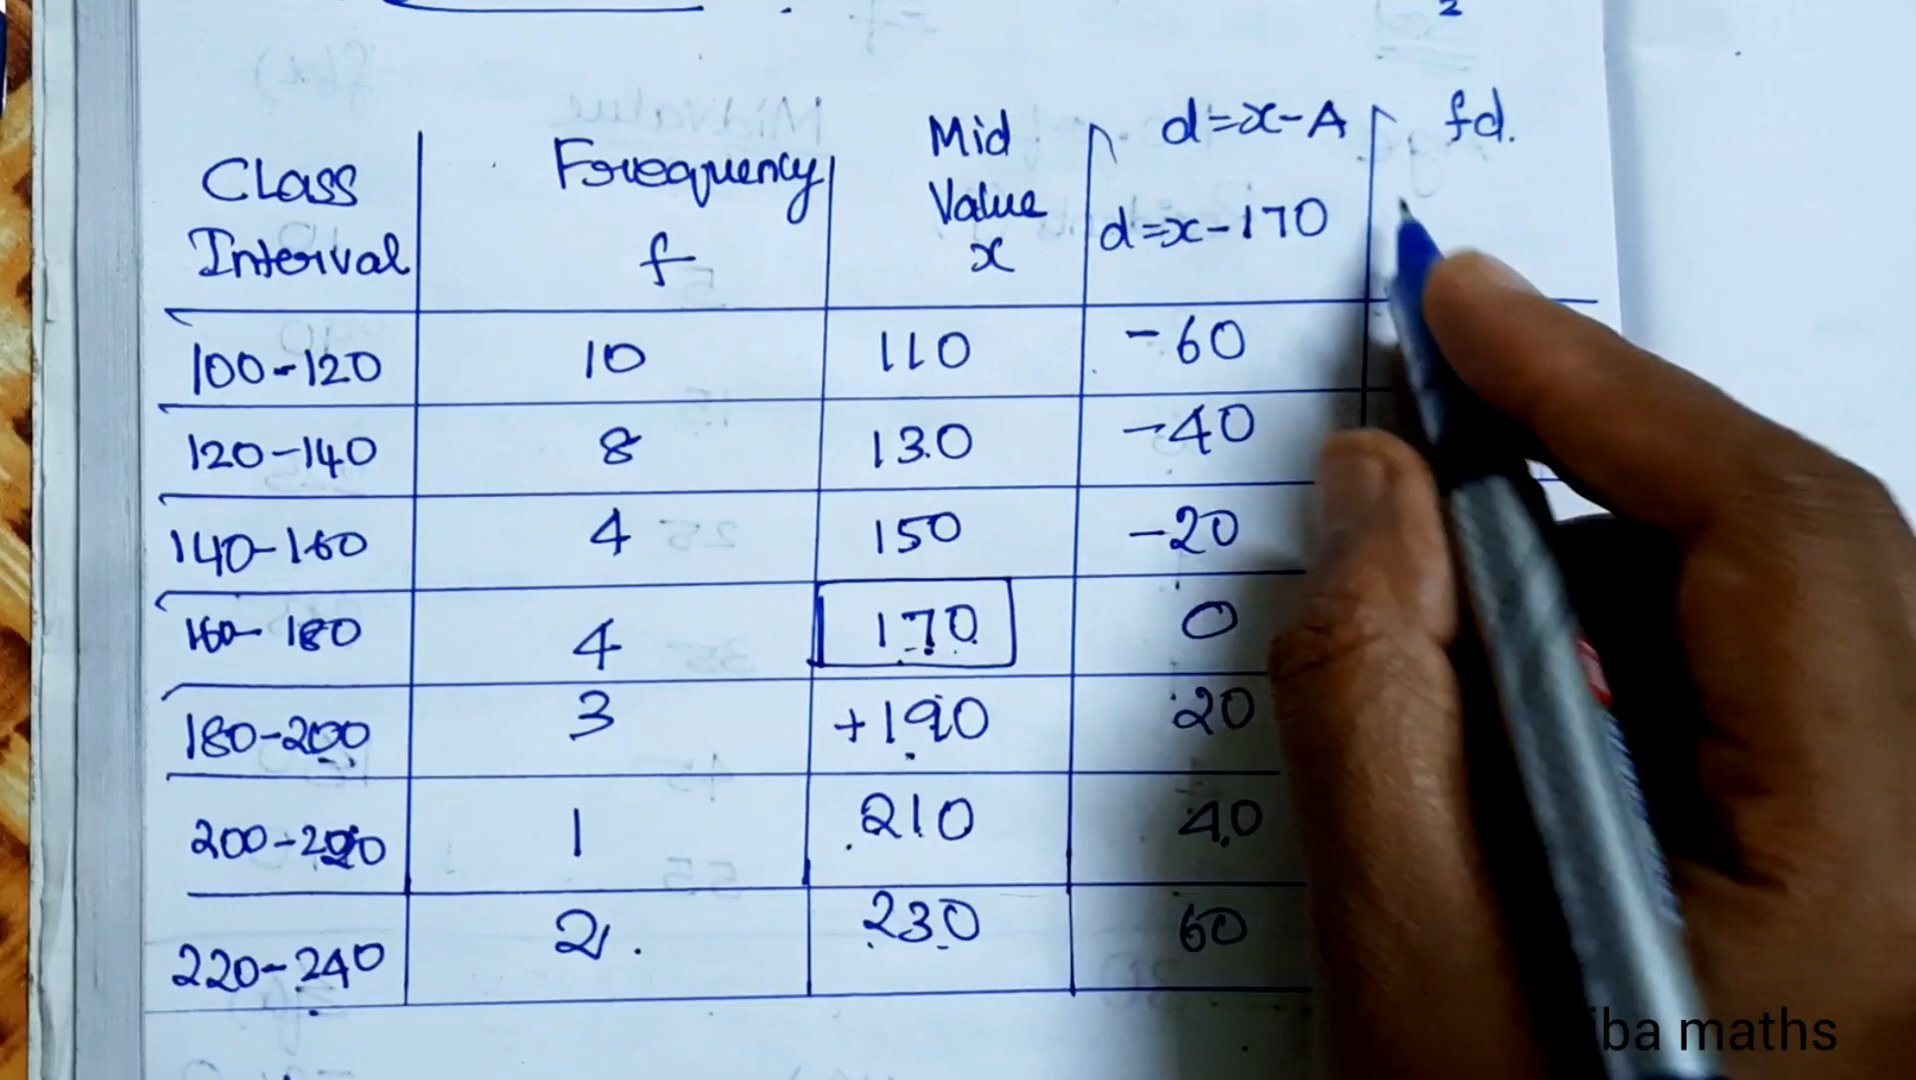 Class Interval | Frequency f | Mid Value x | d=x-A d=x-170 | fd.
100-120 | 10 | 110 | -60
120-140 | 8 | 130 | -40
140-160 | 4 | 150 | -20
160-180 | 4 | 170 | 0
180-200 | 3 | +190 | 20
200-220 | 1 | 210 | 40
220-240 | 2 | 230 | 60
iba maths